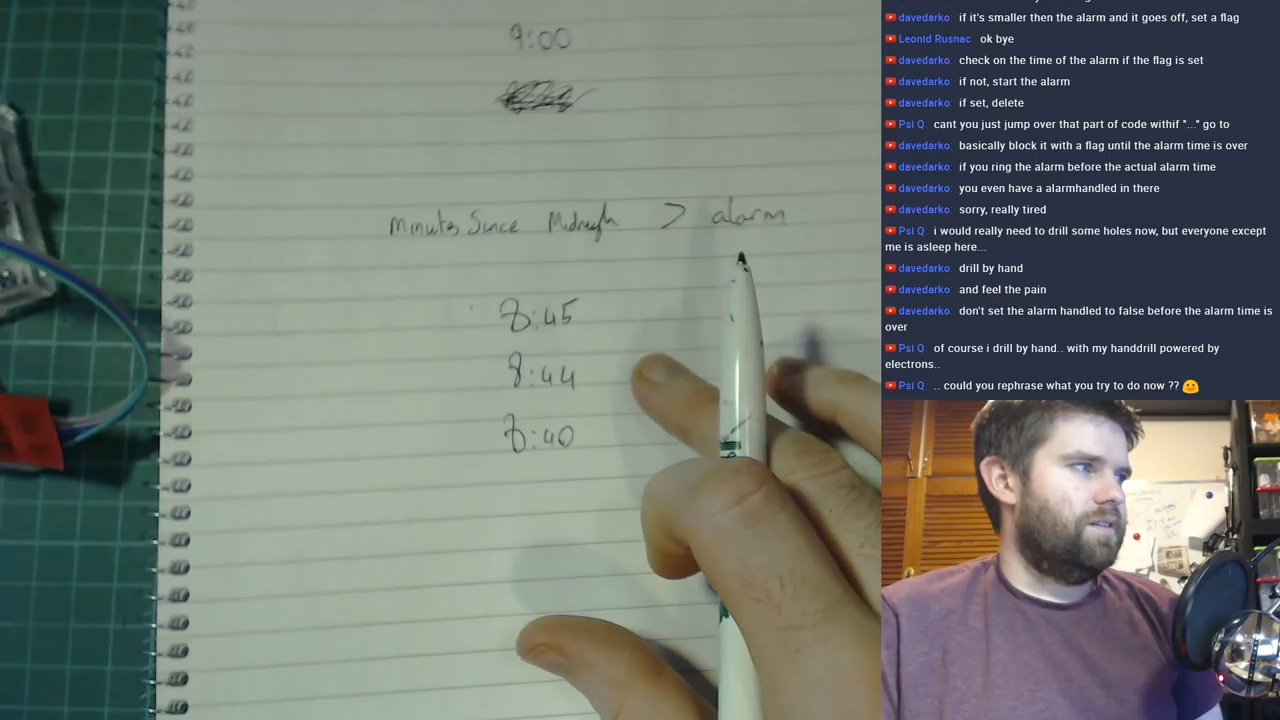 9:00
Minutes Since Midnigh > alarm
8:45
8:44
8:40
davedarko if it's smaller then the alarm and it goes off, set a flag
Leonid Rusnac ok bye
davedarko check on the time of the alarm if the flag is set
davedarko if not, start the alarm
davedarko if set, delete
Psi Q cant you just jump over that part of code withif "..." go to
davedarko basically block it with a flag until the alarm time is over
davedarko if you ring the alarm before the actual alarm time
davedarko you even have a alarmhandled in there
davedarko sorry, really tired
Psi Q i would really need to drill some holes now, but everyone except
me is asleep here...
davedarko drill by hand
davedarko and feel the pain
davedarko don't set the alarm handled to false before the alarm time is
over
Psi Q of course i drill by hand.. with my handdrill powered by
electrons..
Psi Q .. could you rephrase what you try to do now ??